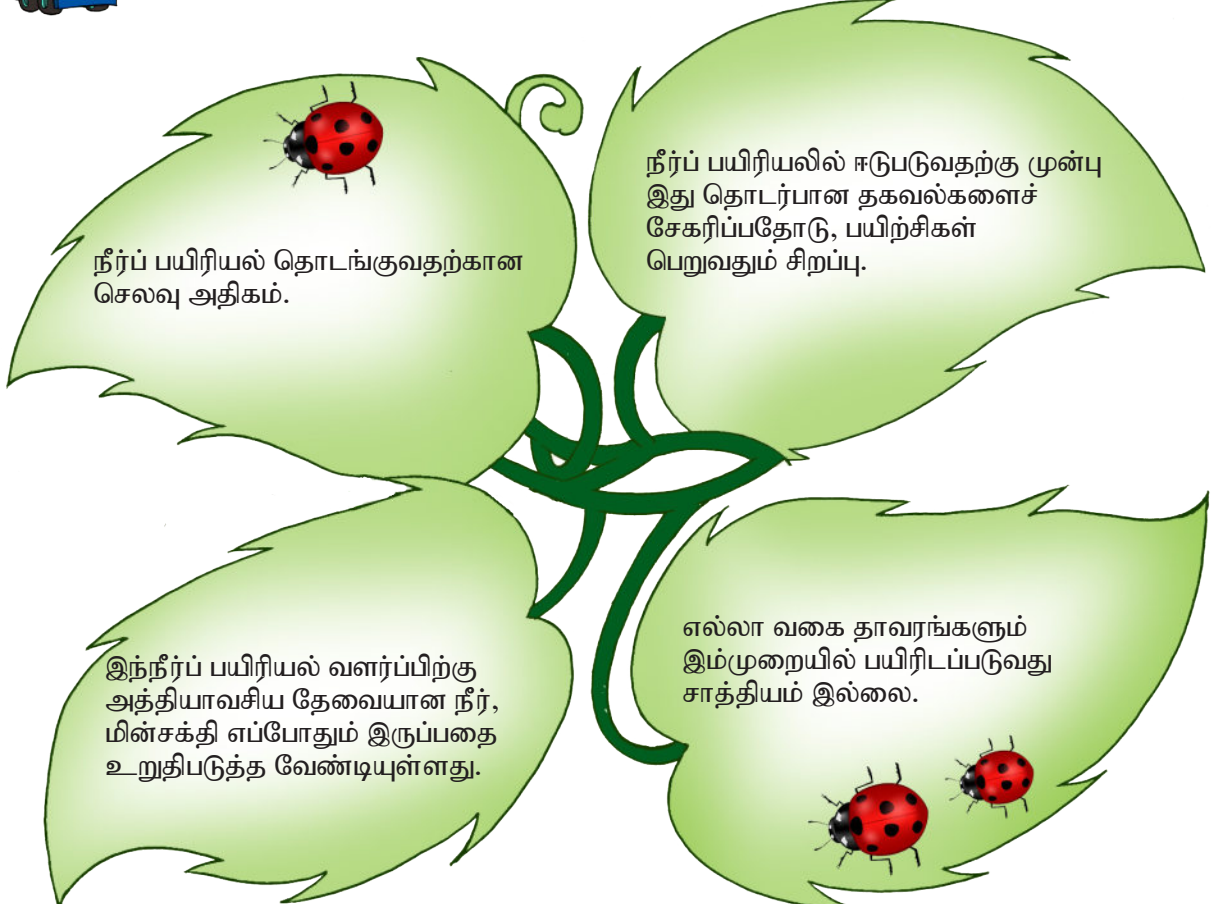 நீர்ப் பயிரியல் தொடங்குவதற்கான
செலவு அதிகம்.
நீர்ப் பயிரியலில் ஈடுபடுவதற்கு முன்பு
இது தொடர்பான தகவல்களைச்
சேகரிப்பதோடு, பயிற்சிகள்
பெறுவதும் சிறப்பு.
இந்நீர்ப் பயிரியல் வளர்ப்பிற்கு
அத்தியாவசிய தேவையான நீர்,
மின்சக்தி எப்போதும் இருப்பதை
உறுதிபடுத்த வேண்டியுள்ளது.
எல்லா வகை தாவரங்களும்
இம்முறையில் பயிரிடப்படுவது
சாத்தியம் இல்லை.